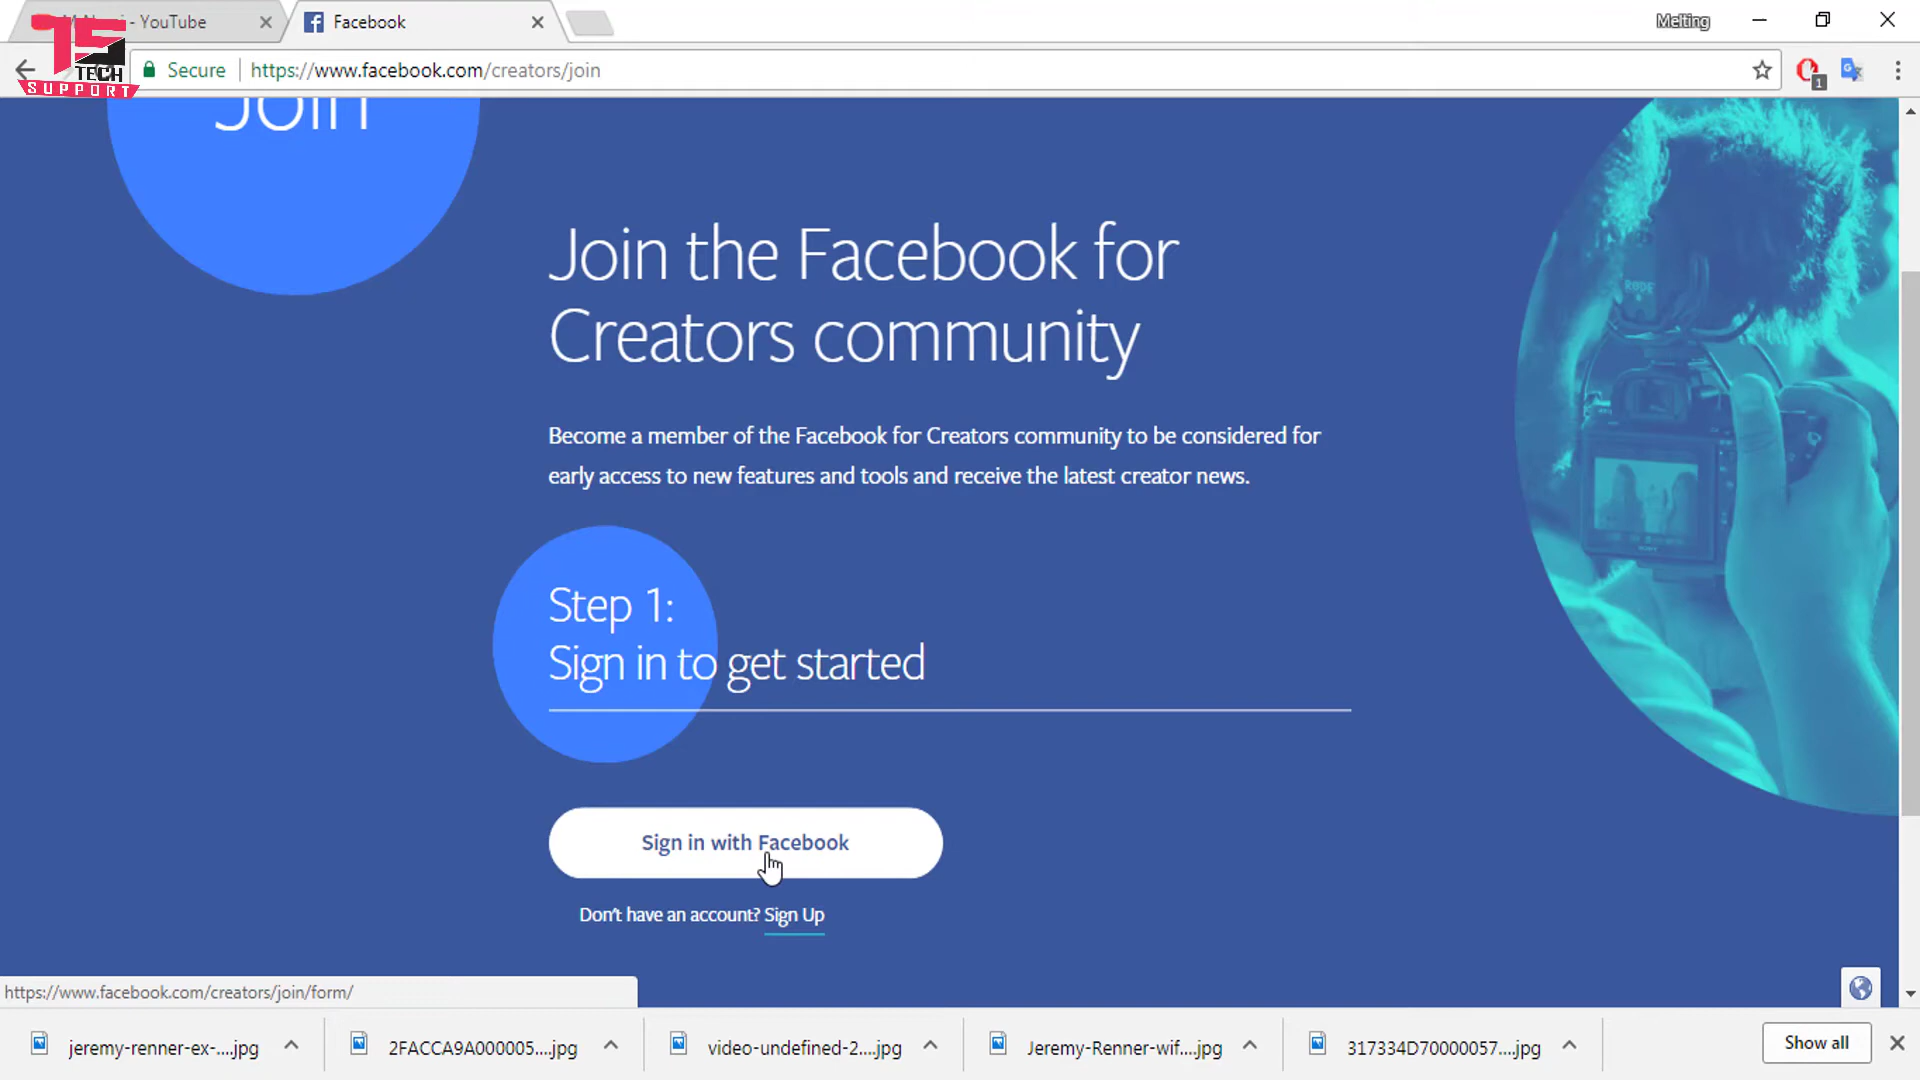 - YouTube
Facebook
Melting
TS
TECH
SUPPORT
Secure
https://www.facebook.com/creators/join
1
Join
Join the Facebook for
Creators community
Become a member of the Facebook for Creators community to be considered for
early access to new features and tools and receive the latest creator news.
RODE
SONY
Step 1:
Sign in to get started
Sign in with Facebook
Don't have an account? Sign Up
https://www.facebook.com/creators/join/form/
jeremy-renner-ex-....jpg
2FACCA9A000005....jpg
video-undefined-2....jpg
Jeremy-Renner-wif....jpg
317334D70000057....jpg
Show all